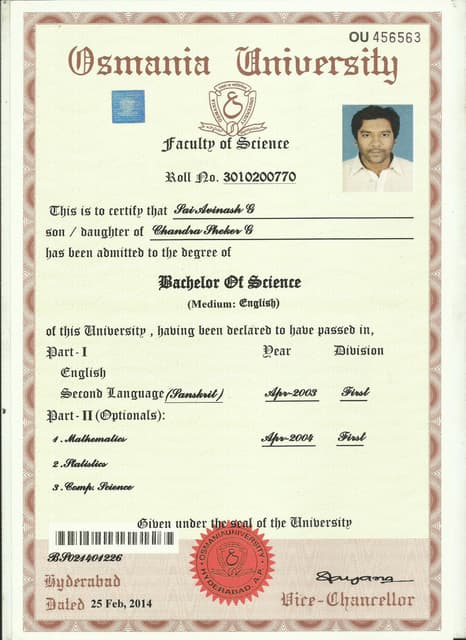 OU 456563
Osmania University
Faculty of Science
Roll No. 3010200770
This is to certify that Sai Avinash G
son / daughter of Chandra Sheker G
has been admitted to the degree of
Bachelor Of Science
(Medium: English)
of this University , having been declared to have passed in,
Part-I Year Division
English
Second Language (Sanskrit) Apr-2003 First
Part-II (Optionals):
1 . Mathematics Apr-2004 First
2 . Statistics
3 . Comp. Science
Given under the seal of the University
BS021401226
OSMANIA UNIVERSITY
HYDERABAD. A.P.
Hyderabad
Dated 25 Feb, 2014
Vice-Chancellor